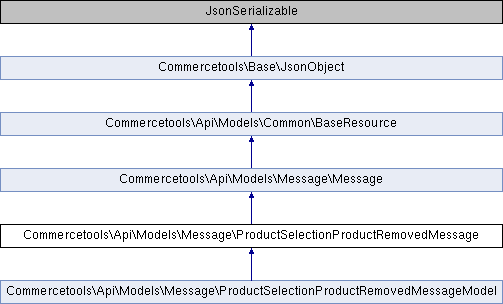 JsonSerializable
Commercetools\Base\JsonObject
Commercetools\Api\Models\Common\BaseResource
Commercetools\Api\Models\Message\Message
Commercetools\Api\Models\Message\ProductSelectionProductRemovedMessage
Commercetools\Api\Models\Message\ProductSelectionProductRemovedMessageModel